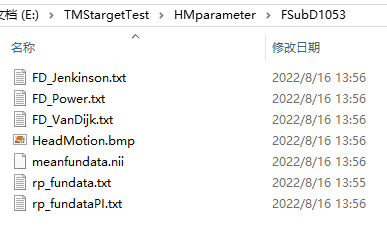 文档 (E:) > TMStargetTest > HMparameter > FSubD1053
名称 修改日期
FD_Jenkinson.txt 2022/8/16 13:56
FD_Power.txt 2022/8/16 13:56
FD_VanDijk.txt 2022/8/16 13:56
HeadMotion.bmp 2022/8/16 13:56
meanfundata.nii 2022/8/16 13:56
rp_fundata.txt 2022/8/16 13:55
rp_fundataPI.txt 2022/8/16 13:56